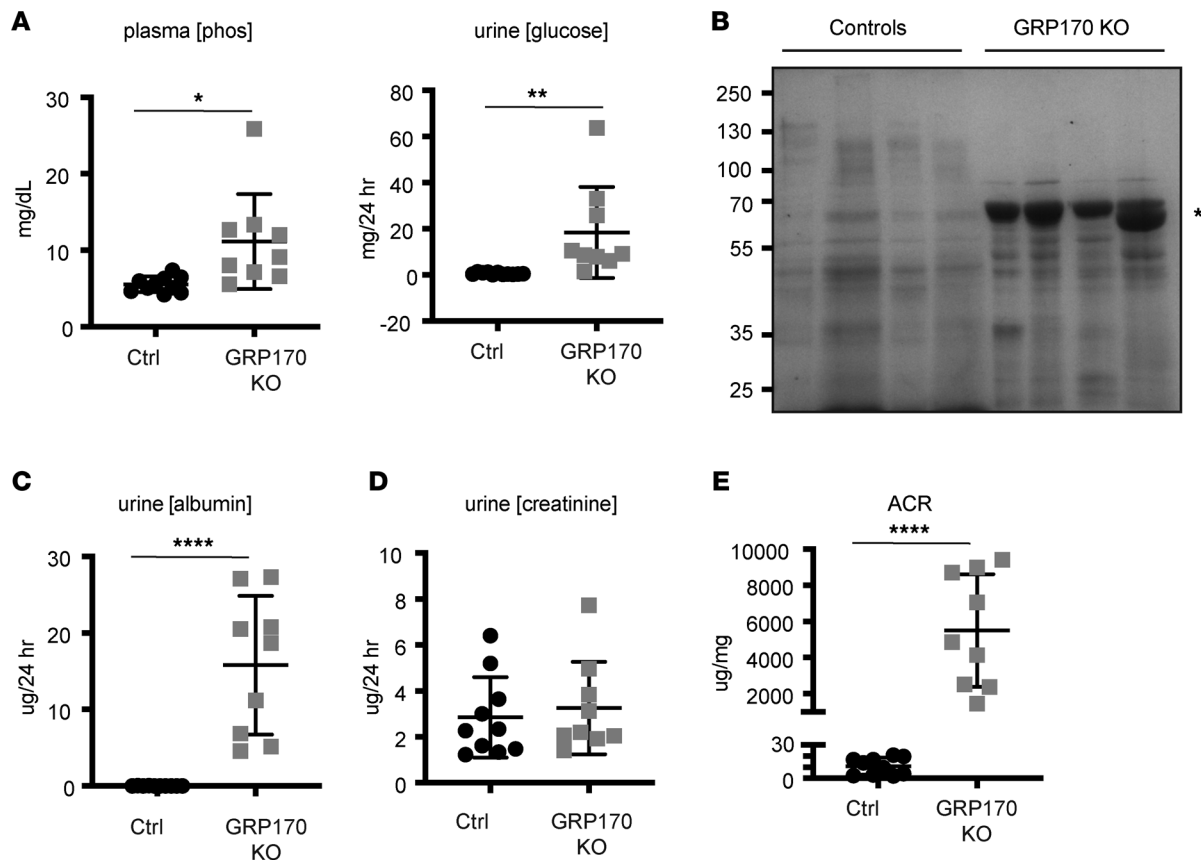 A
plasma [phos]
mg/dL
30
20
10
0
*
Ctrl
GRP170
KO
urine [glucose]
mg/24 hr
80
60
40
20
0
-20
**
Ctrl
GRP170
KO
B
Controls
GRP170 KO
250
130
100
70
55
35
25
*
C
urine [albumin]
ug/24 hr
30
20
10
0
****
Ctrl
GRP170
KO
D
urine [creatinine]
ug/24 hr
10
8
6
4
2
0
Ctrl
GRP170
KO
E
ACR
ug/mg
****
10000
8000
6000
4000
2000
30
0
Ctrl
GRP170
KO